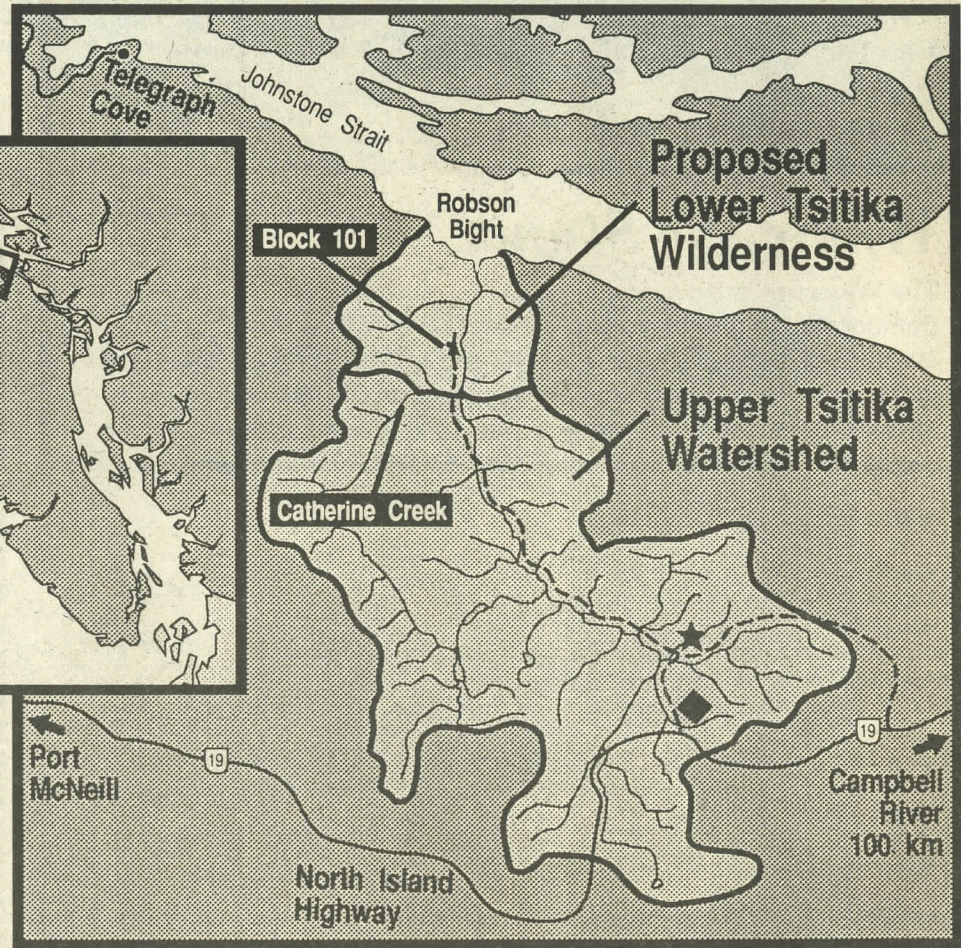 Telegraph
Cove
Johnstone Strait
Proposed
Lower Tsitika
Wilderness
Robson
Bight
Block 101
Upper Tsitika
Watershed
Catherine Creek
Port
McNeill
19
19
Campbell
River
100 km
North Island
Highway